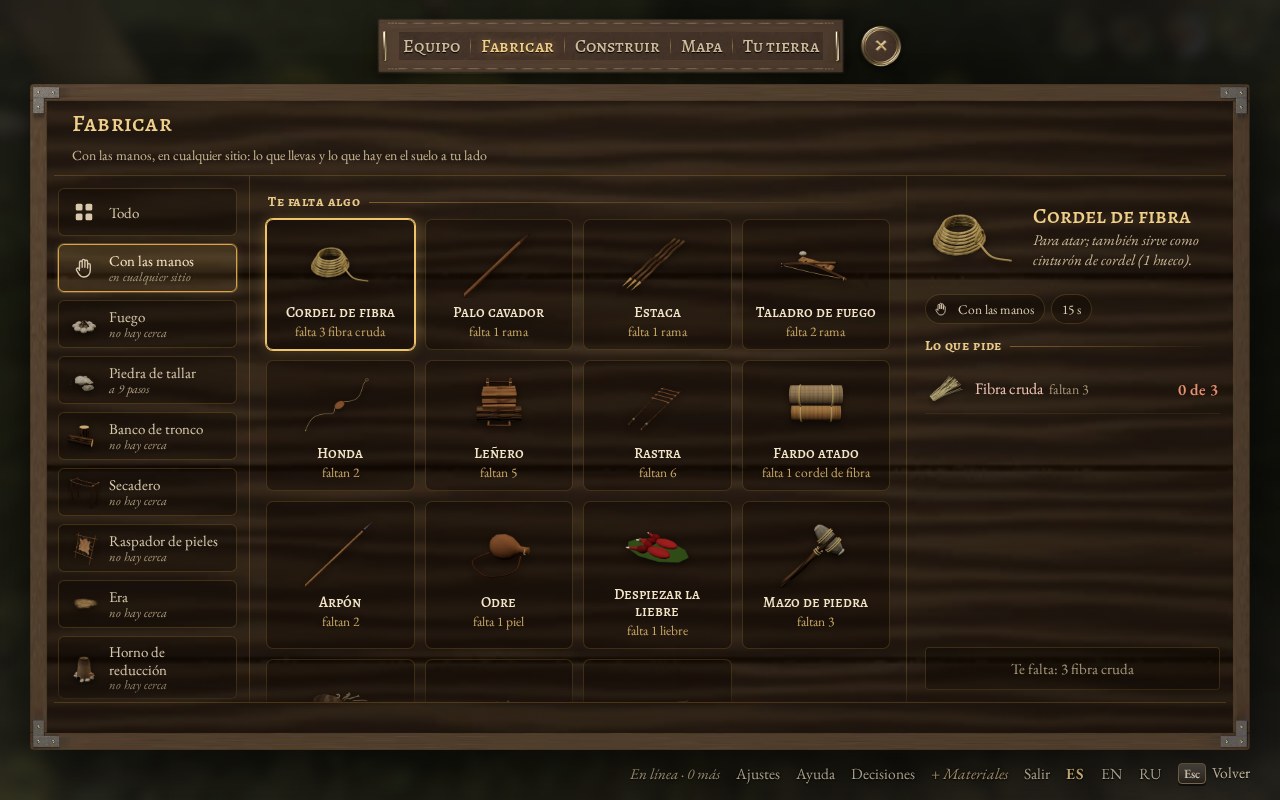 Equipo Fabricar Construir Mapa Tu tierra
Fabricar
Con las manos, en cualquier sitio: lo que llevas y lo que hay en el suelo a tu lado
Todo
Con las manos
en cualquier sitio
Fuego
no hay cerca
Piedra de tallar
a 9 pasos
Banco de tronco
no hay cerca
Secadero
no hay cerca
Raspador de pieles
no hay cerca
Era
no hay cerca
Horno de
reducción
no hay cerca
Te falta algo
Cordel de fibra
falta 3 fibra cruda
Palo cavador
falta 1 rama
Estaca
falta 1 rama
Taladro de fuego
falta 2 rama
Honda
faltan 2
Leñero
faltan 5
Rastra
faltan 6
Fardo atado
falta 1 cordel de fibra
Arpón
faltan 2
Odre
falta 1 piel
Despiezar la
liebre
falta 1 liebre
Mazo de piedra
faltan 3
Cordel de fibra
Para atar; también sirve como
cinturón de cordel (1 hueco).
Con las manos 15 s
Lo que pide
Fibra cruda faltan 3 0 de 3
Te falta: 3 fibra cruda
En línea · 0 más Ajustes Ayuda Decisiones + Materiales Salir ES EN RU Esc Volver